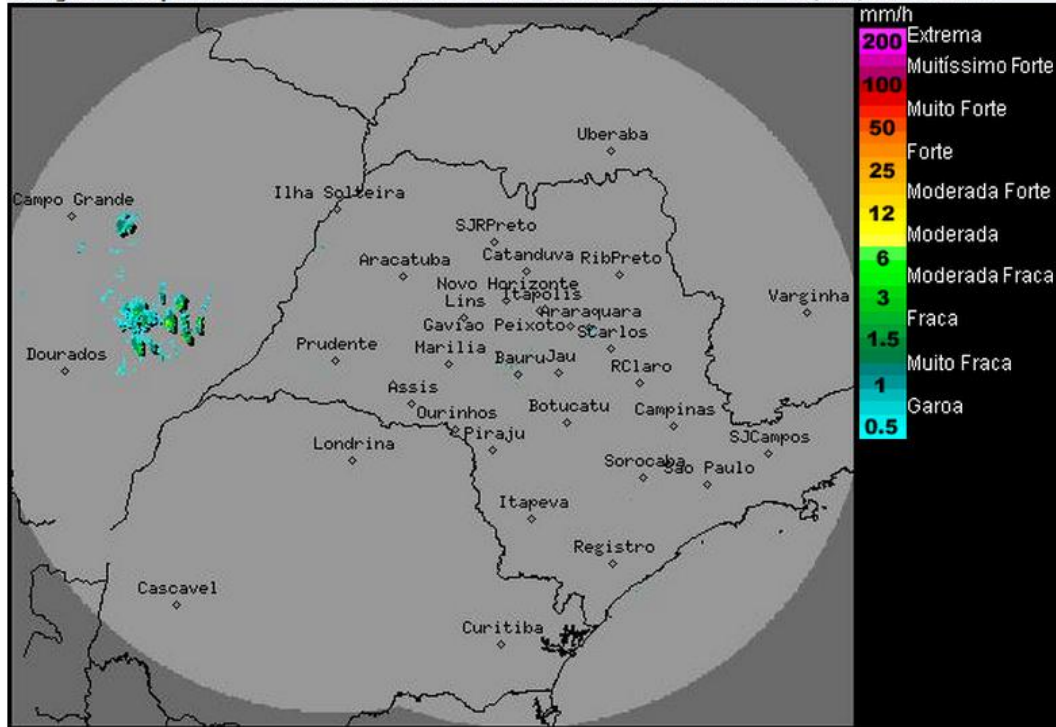 Uberaba
Campo Grande
Ilha Solteira
SJRPreto
Aracatuba
Catanduva
RibPreto
Novo Horizonte
Lins
Itapolis
Varginha
Araraquara
Gaviao Peixoto
SCarlos
Dourados
Prudente
Marilia
Bauru
Jau
RClaro
Assis
Ourinhos
Botucatu
Campinas
Londrina
Piraju
SJCampos
Sorocaba
Sao Paulo
Itapeva
Registro
Cascavel
Curitiba
mm/h
200 Extrema
Muitíssimo Forte
100
Muito Forte
50
Forte
25
Moderada Forte
12
Moderada
6
Moderada Fraca
3
Fraca
1.5
Muito Fraca
1
Garoa
0.5